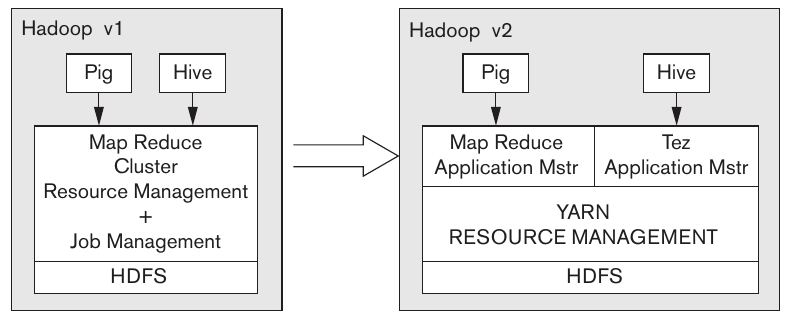 Hadoop v1
Pig
Hive
Map Reduce
Cluster
Resource Management
+
Job Management
HDFS
Hadoop v2
Pig
Hive
Map Reduce
Application Mstr
Tez
Application Mstr
YARN
RESOURCE MANAGEMENT
HDFS